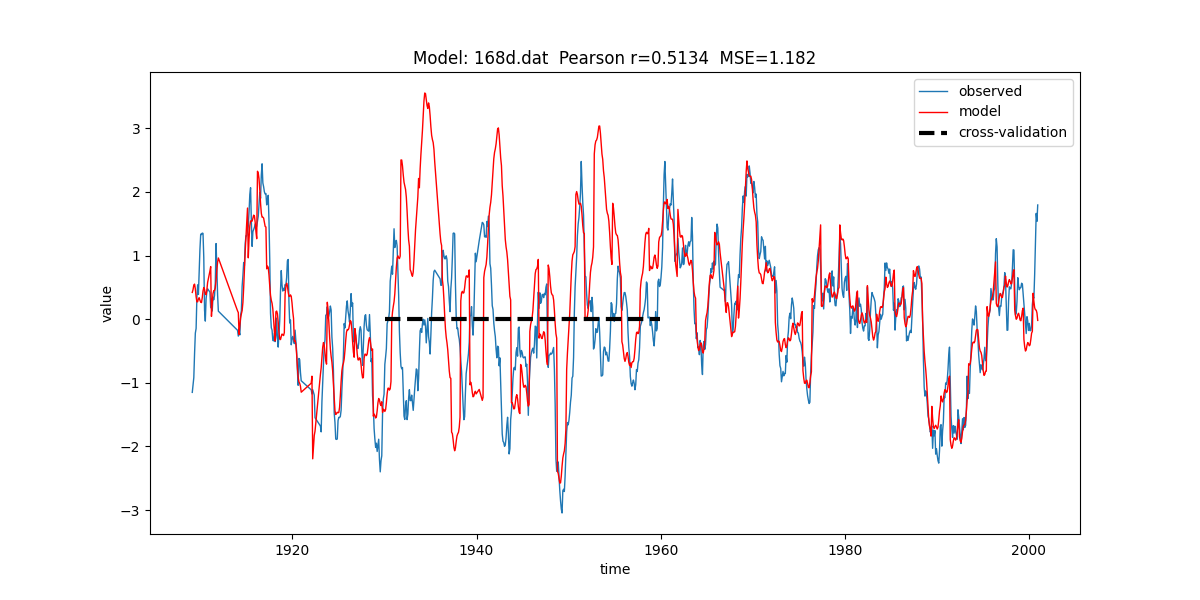 Model: 168d.dat  Pearson r=0.5134  MSE=1.182
observed
model
cross-validation
value
3
2
1
0
−1
−2
−3
1920
1940
1960
1980
2000
time